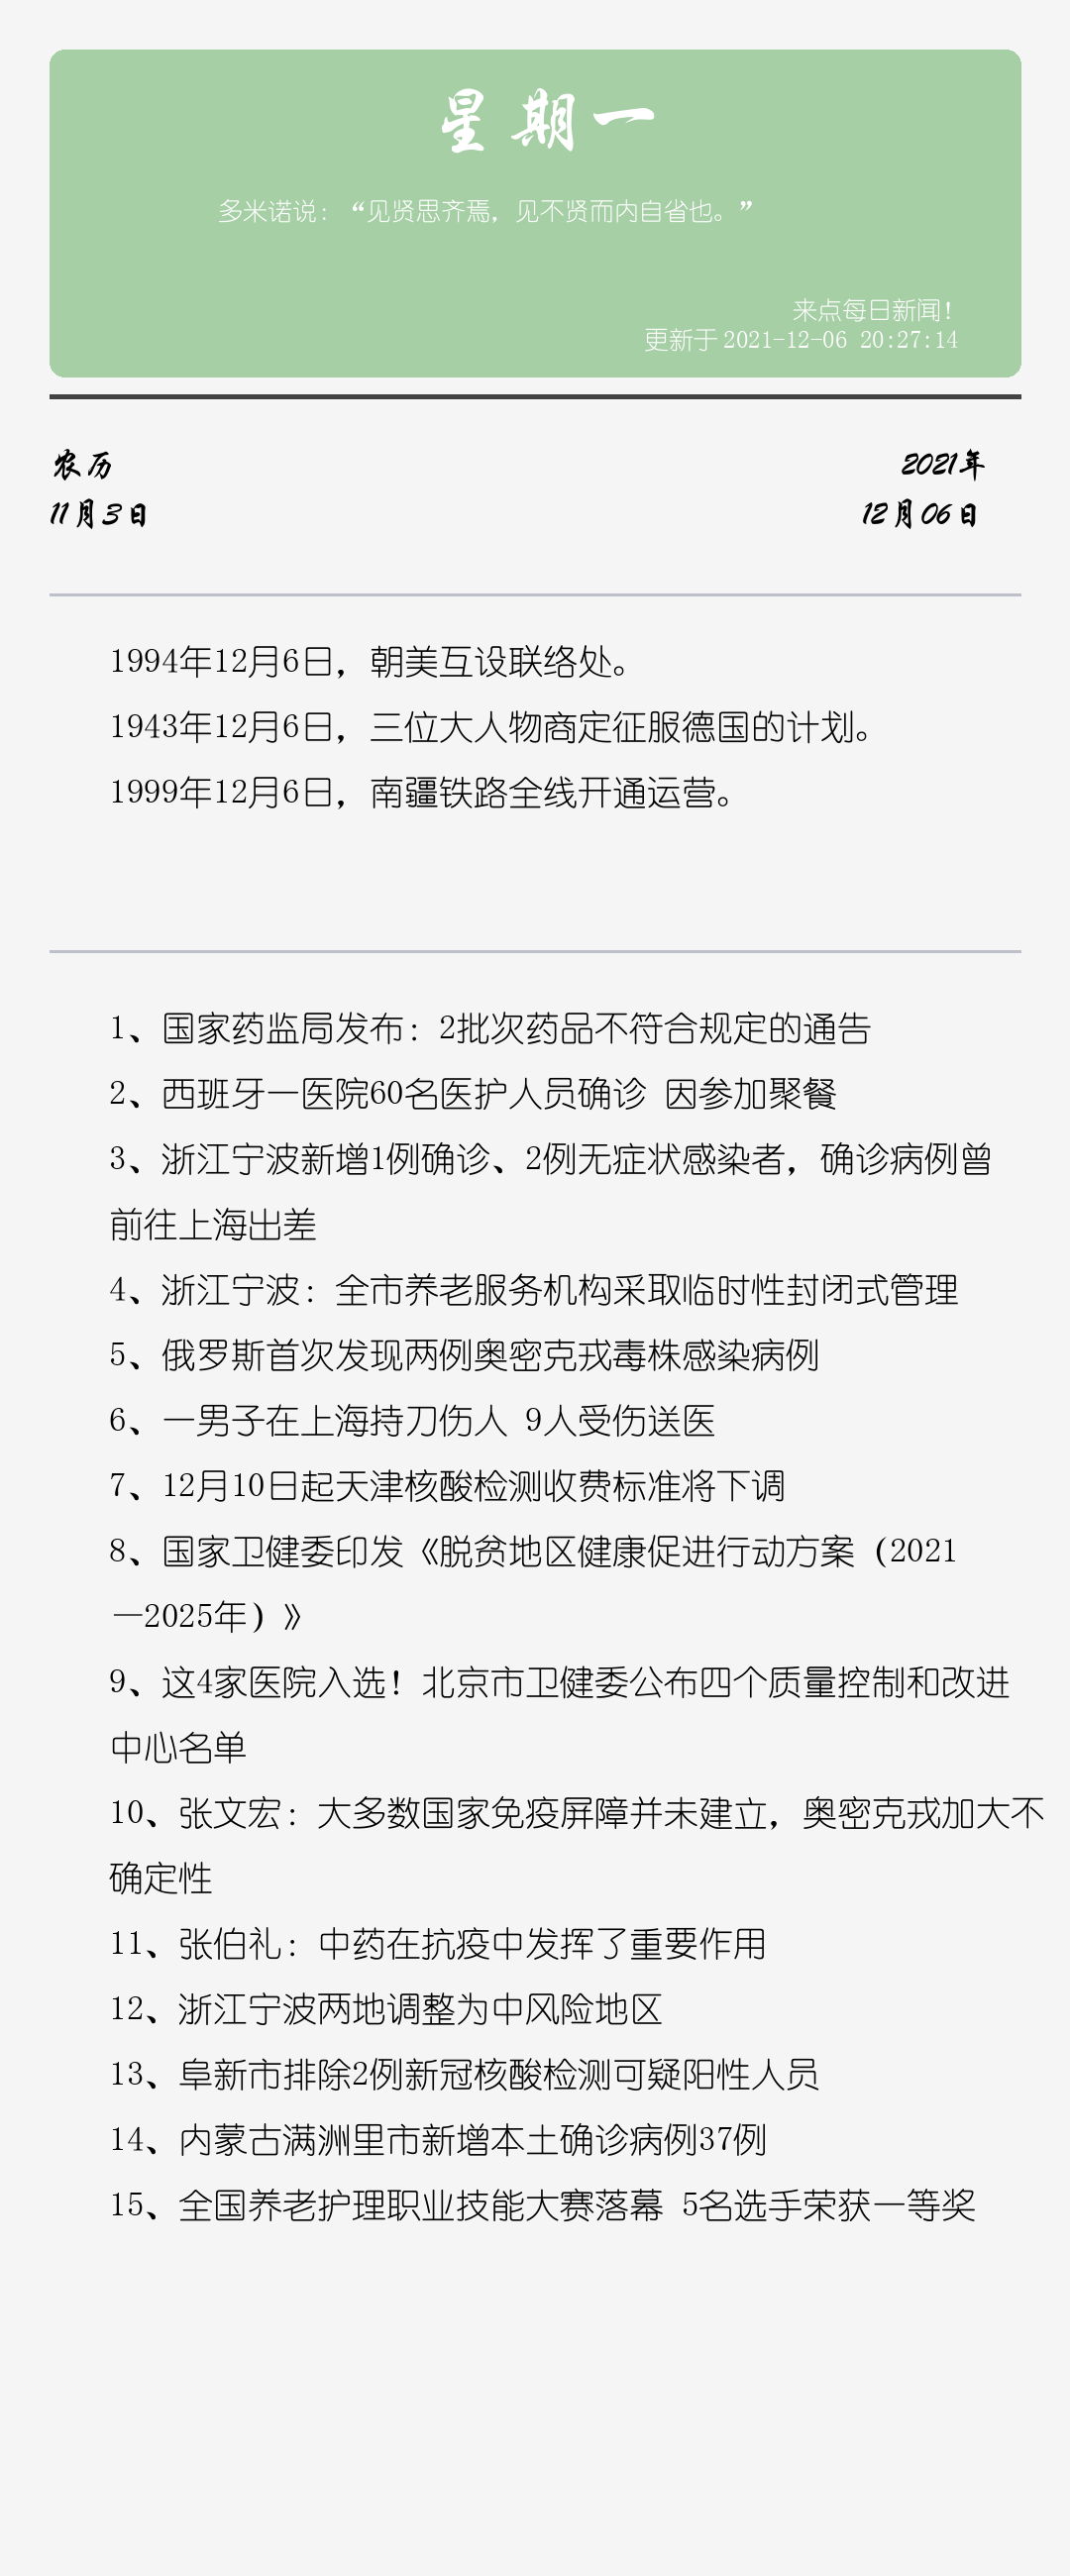 星期一
多米诺说：“见贤思齐焉，见不贤而内自省也。”
来点每日新闻！
更新于 2021-12-06 20:27:14
农历
2021年
11月3日
12月06日
1994年12月6日，朝美互设联络处。
1943年12月6日，三位大人物商定征服德国的计划。
1999年12月6日，南疆铁路全线开通运营。
1、国家药监局发布：2批次药品不符合规定的通告
2、西班牙一医院60名医护人员确诊 因参加聚餐
3、浙江宁波新增1例确诊、2例无症状感染者，确诊病例曾
前往上海出差
4、浙江宁波：全市养老服务机构采取临时性封闭式管理
5、俄罗斯首次发现两例奥密克戎毒株感染病例
6、一男子在上海持刀伤人 9人受伤送医
7、12月10日起天津核酸检测收费标准将下调
8、国家卫健委印发《脱贫地区健康促进行动方案（2021
—2025年）》
9、这4家医院入选！北京市卫健委公布四个质量控制和改进
中心名单
10、张文宏：大多数国家免疫屏障并未建立，奥密克戎加大不
确定性
11、张伯礼：中药在抗疫中发挥了重要作用
12、浙江宁波两地调整为中风险地区
13、阜新市排除2例新冠核酸检测可疑阳性人员
14、内蒙古满洲里市新增本土确诊病例37例
15、全国养老护理职业技能大赛落幕 5名选手荣获一等奖